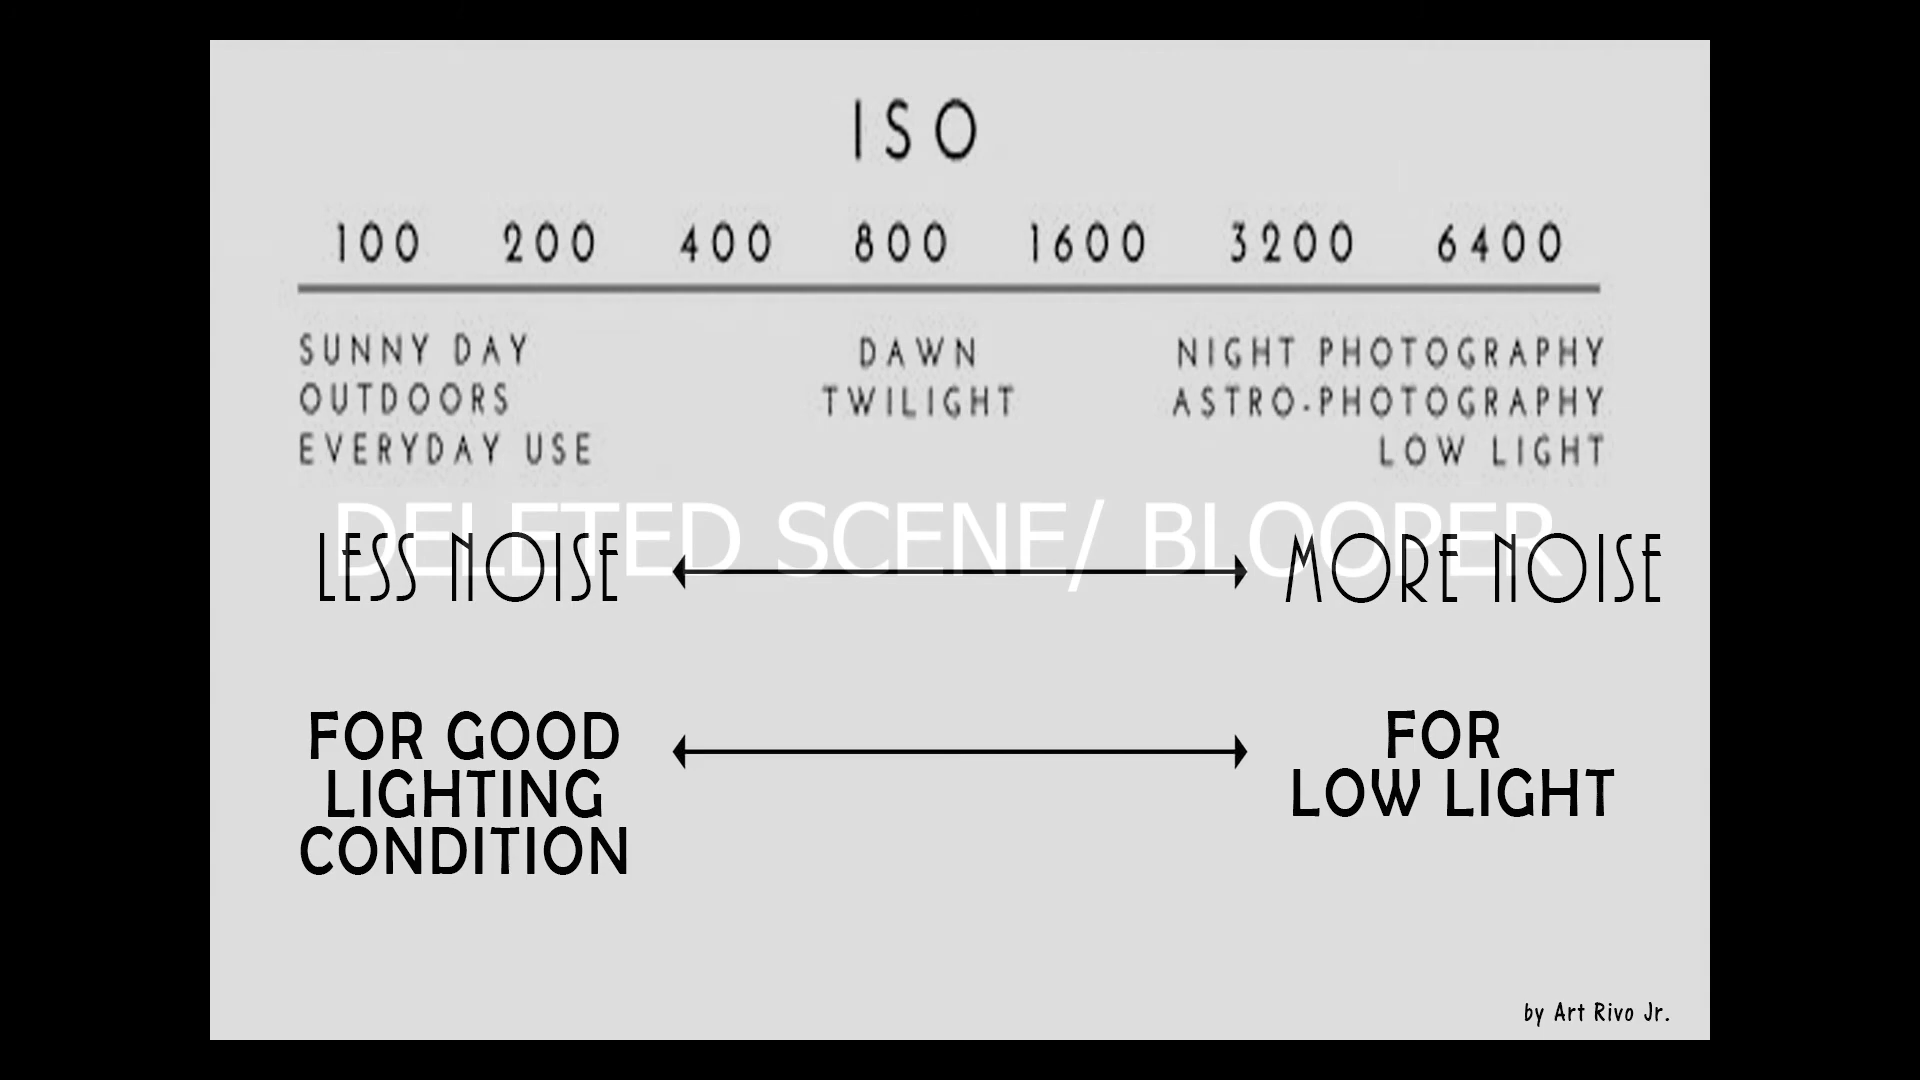 ISO
100 200 400 800 1600 3200 6400
SUNNY DAY
OUTDOORS
EVERYDAY USE
DAWN
TWILIGHT
NIGHT PHOTOGRAPHY
ASTRO-PHOTOGRAPHY
LOW LIGHT
DELETED SCENE/ BLOOPER
LESS NOISE
MORE NOISE
FOR GOOD
LIGHTING
CONDITION
FOR
LOW LIGHT
by Art Rivo Jr.